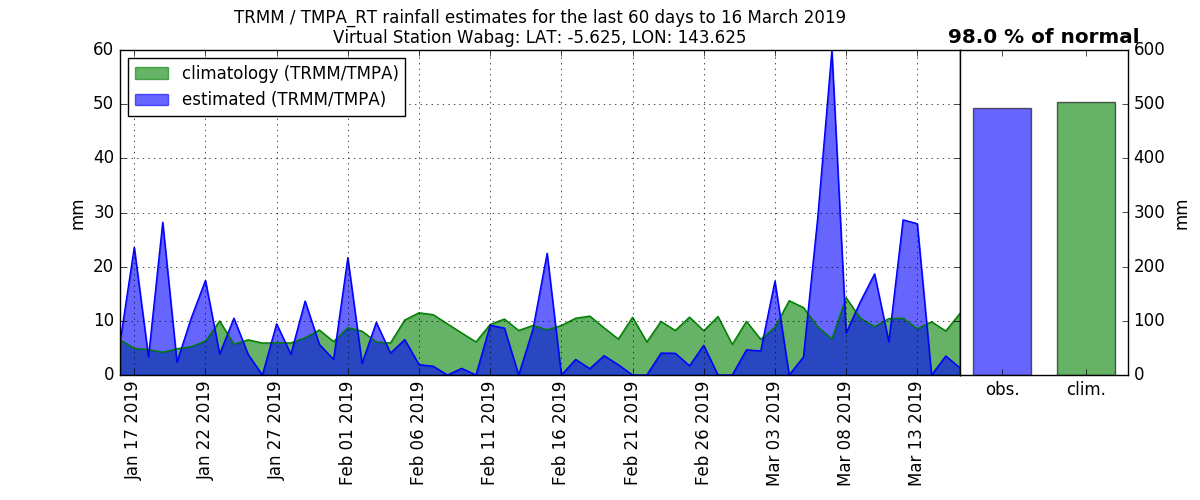 TRMM / TMPA_RT rainfall estimates for the last 60 days to 16 March 2019
Virtual Station Wabag: LAT: -5.625, LON: 143.625
98.0 % of normal
climatology (TRMM/TMPA)
estimated (TRMM/TMPA)
60
50
40
30
20
10
0
mm
Jan 17 2019
Jan 22 2019
Jan 27 2019
Feb 01 2019
Feb 06 2019
Feb 11 2019
Feb 16 2019
Feb 21 2019
Feb 26 2019
Mar 03 2019
Mar 08 2019
Mar 13 2019
obs.
clim.
600
500
400
300
200
100
0
mm